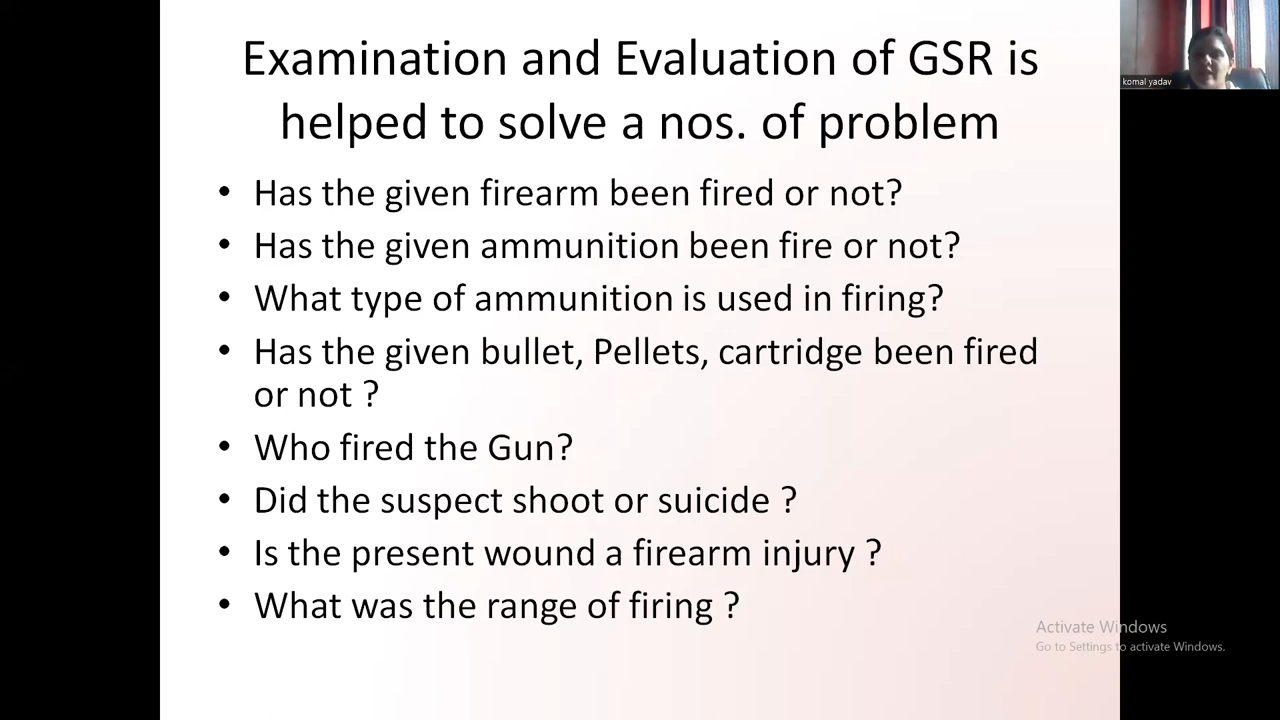 Examination and Evaluation of GSR is
helped to solve a nos. of problem
• Has the given firearm been fired or not?
• Has the given ammunition been fire or not?
• What type of ammunition is used in firing?
• Has the given bullet, Pellets, cartridge been fired
or not ?
• Who fired the Gun?
• Did the suspect shoot or suicide ?
• Is the present wound a firearm injury ?
• What was the range of firing ?
komal yadav
Activate Windows
Go to Settings to activate Windows.